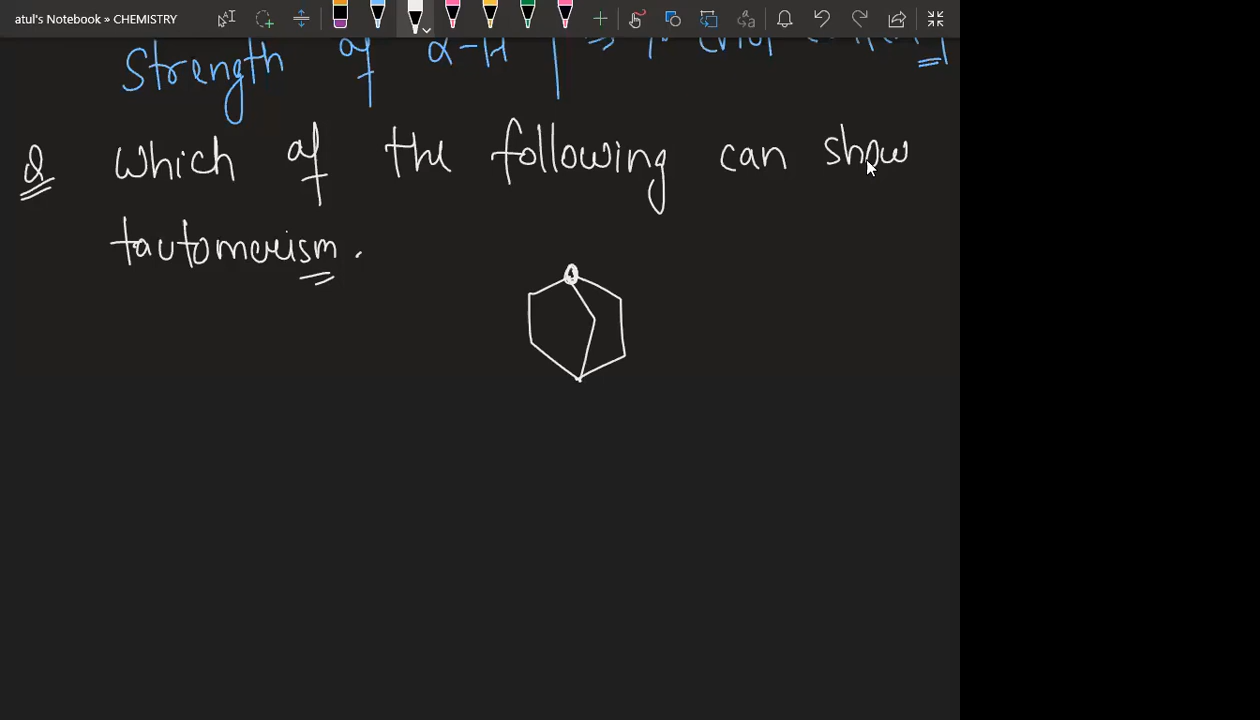 atul's Notebook » CHEMISTRY
Strength of α-H
Q Which of the following can show
tautomerism.